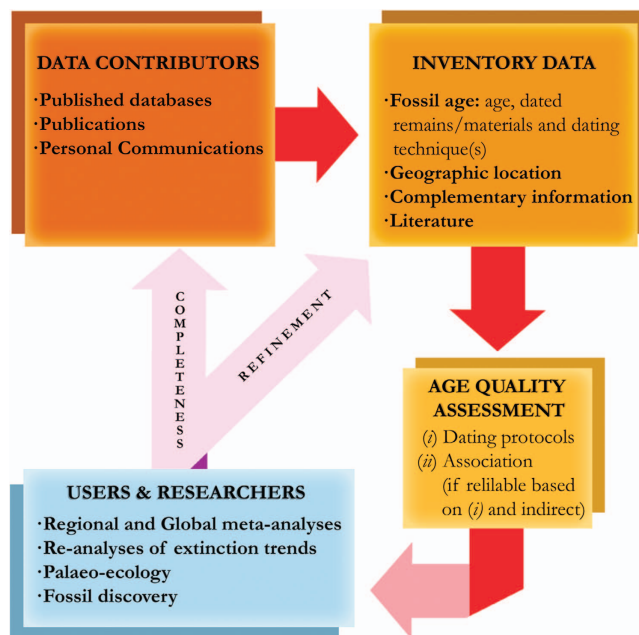 DATA CONTRIBUTORS
·Published databases
·Publications
·Personal Communications
INVENTORY DATA
·Fossil age: age, dated
remains/materials and dating
technique(s)
·Geographic location
·Complementary information
·Literature
COMPLETENESS
REFINEMENT
AGE QUALITY
ASSESSMENT
(i) Dating protocols
(ii) Association
(if relilable based
on (i) and indirect)
USERS & RESEARCHERS
·Regional and Global meta-analyses
·Re-analyses of extinction trends
·Palaeo-ecology
·Fossil discovery